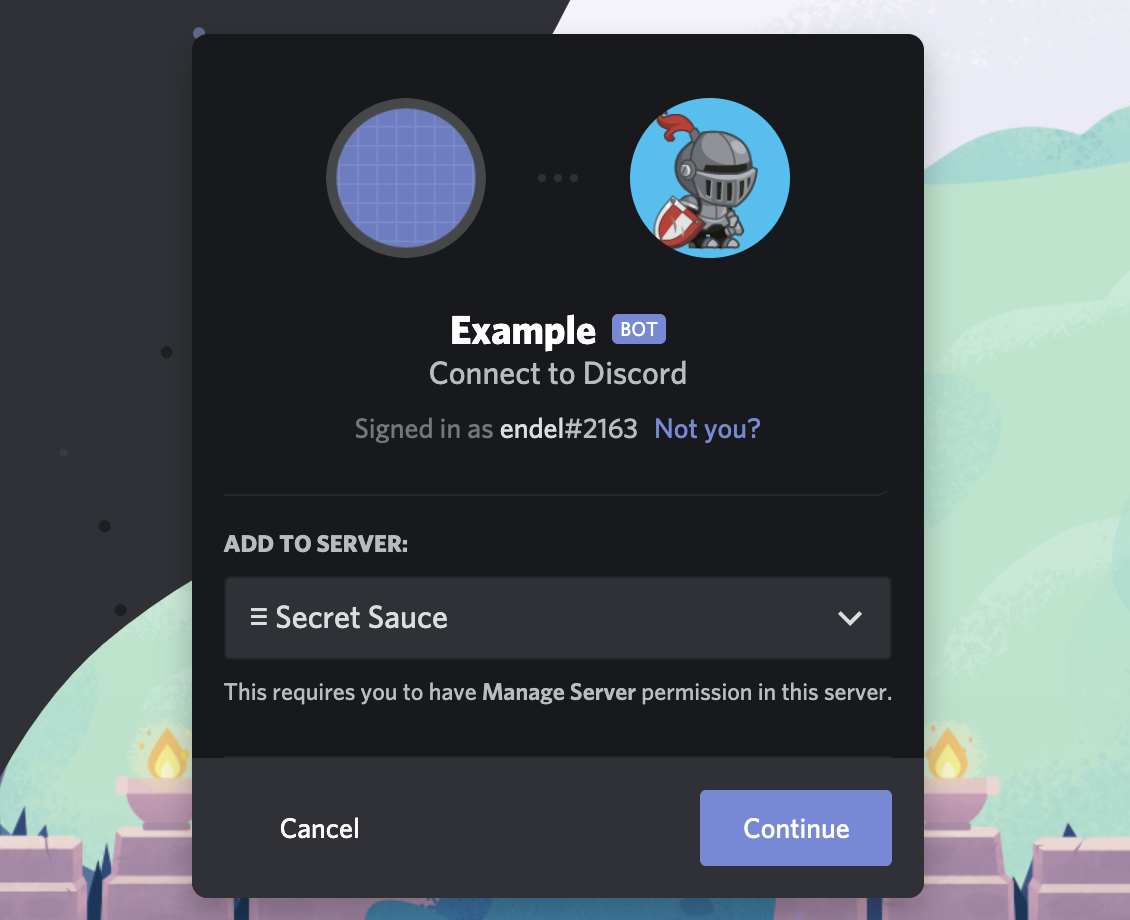 Example BOT
Connect to Discord
Signed in as endel#2163 Not you?
ADD TO SERVER:
Secret Sauce
This requires you to have Manage Server permission in this server.
Cancel Continue